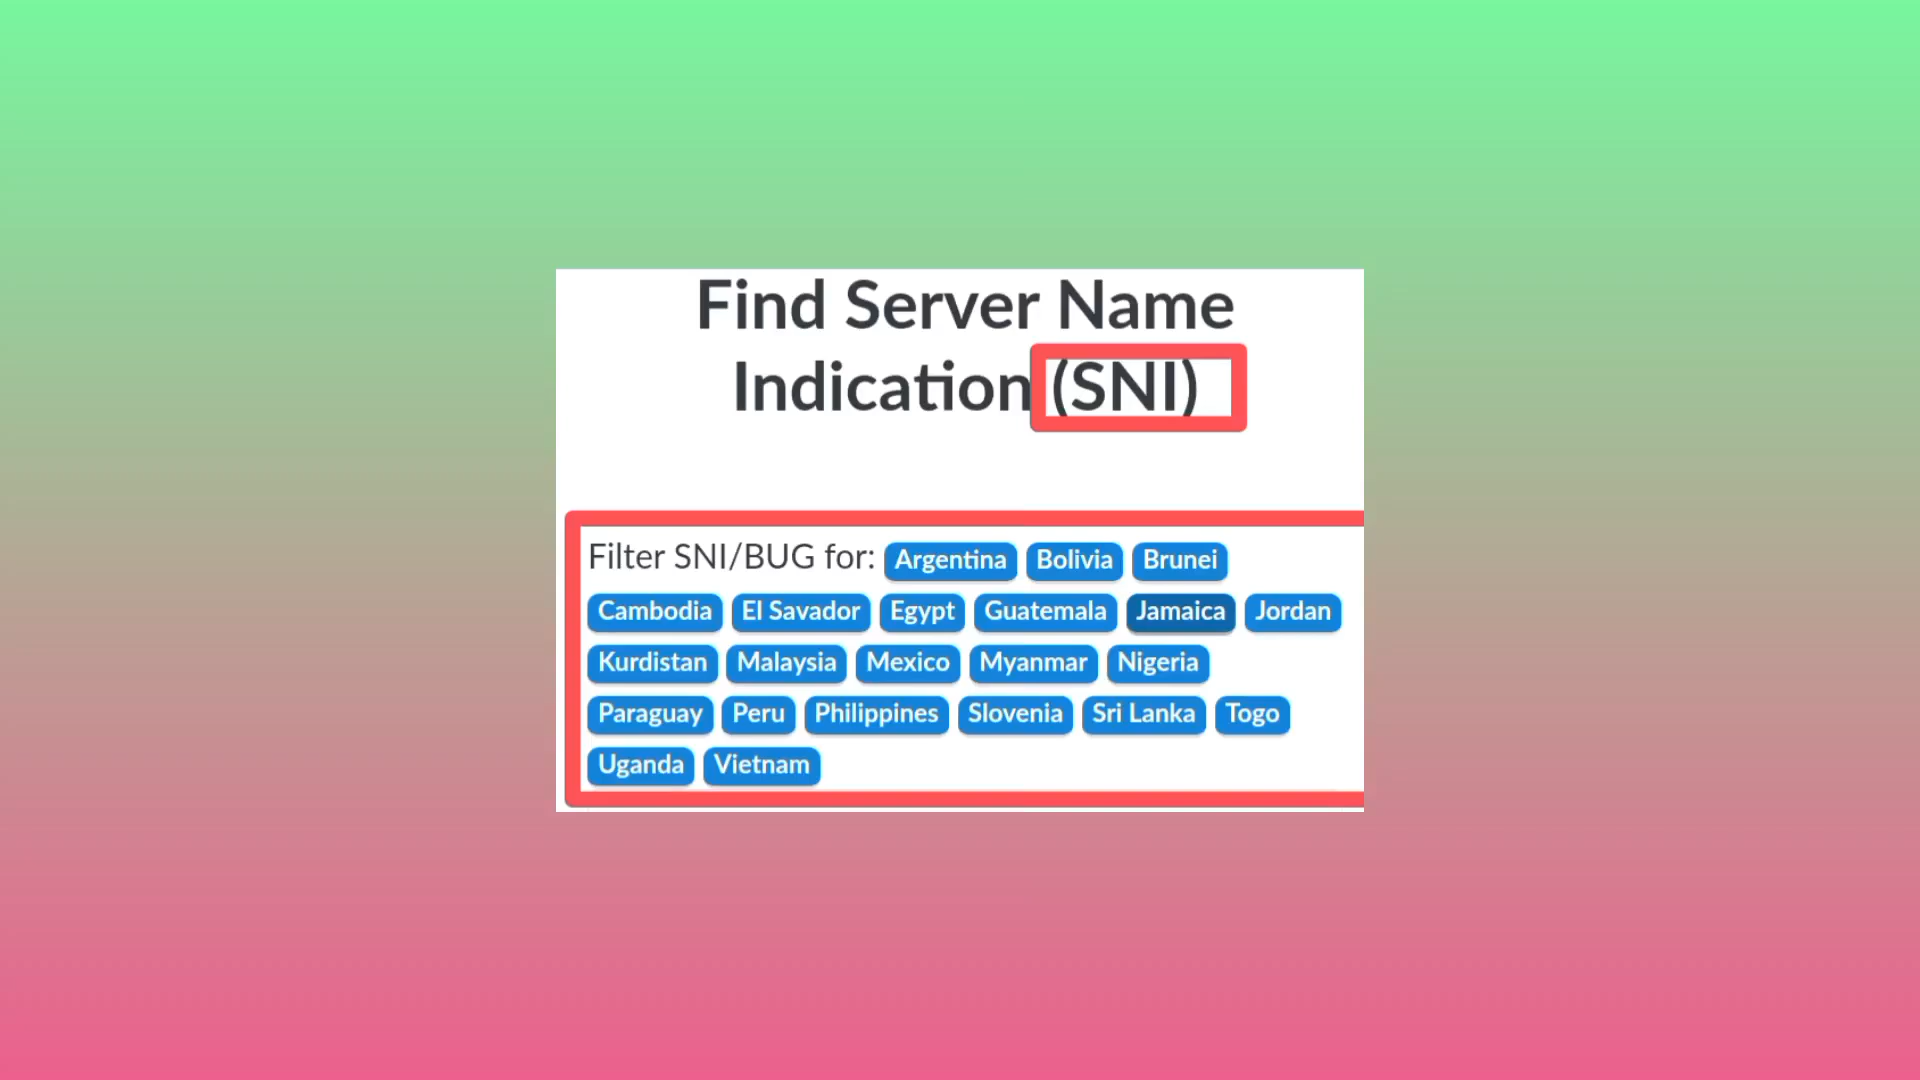 Find Server Name
Indication (SNI)
Filter SNI/BUG for: Argentina Bolivia Brunei
Cambodia El Savador Egypt Guatemala Jamaica Jordan
Kurdistan Malaysia Mexico Myanmar Nigeria
Paraguay Peru Philippines Slovenia Sri Lanka Togo
Uganda Vietnam